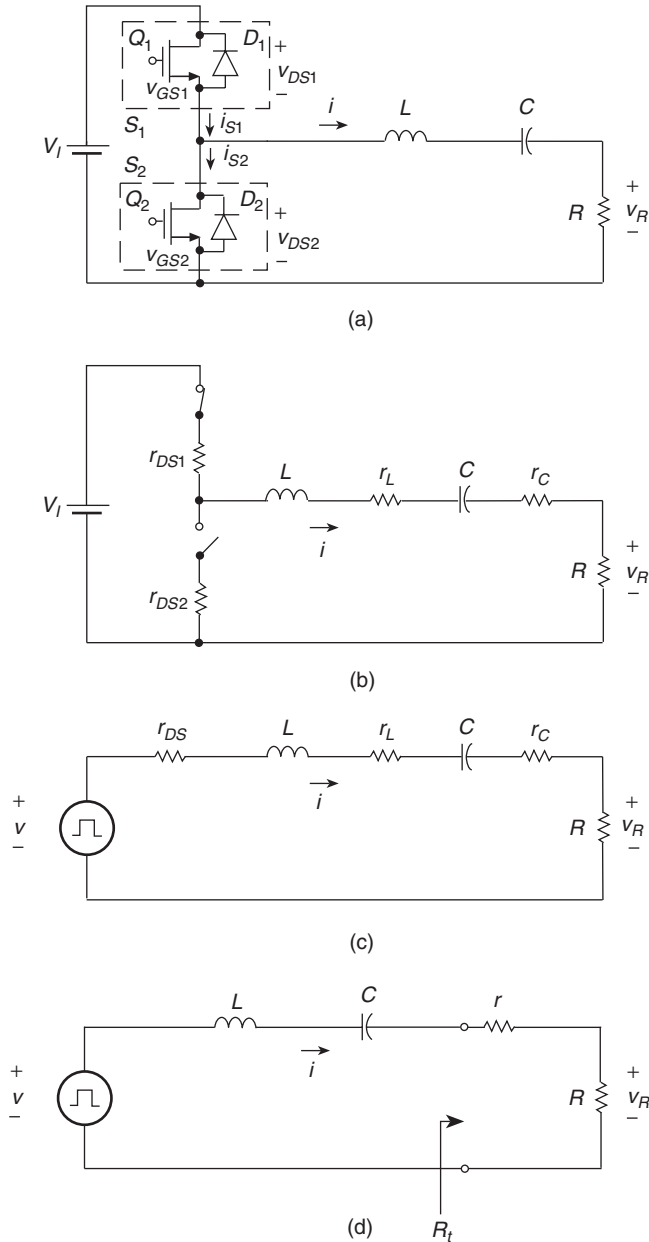 Q1
D1
+
vDS1
−
vGS1
S1
iS1
i
L
C
VI
S2
iS2
R
+
vR
−
Q2
D2
+
vDS2
−
vGS2
(a)
rDS1
L
rL
C
rC
VI
i
rDS2
R
+
vR
−
(b)
rDS
L
rL
C
rC
+
v
−
i
R
+
vR
−
(c)
L
C
r
+
v
−
i
R
+
vR
−
Rt
(d)